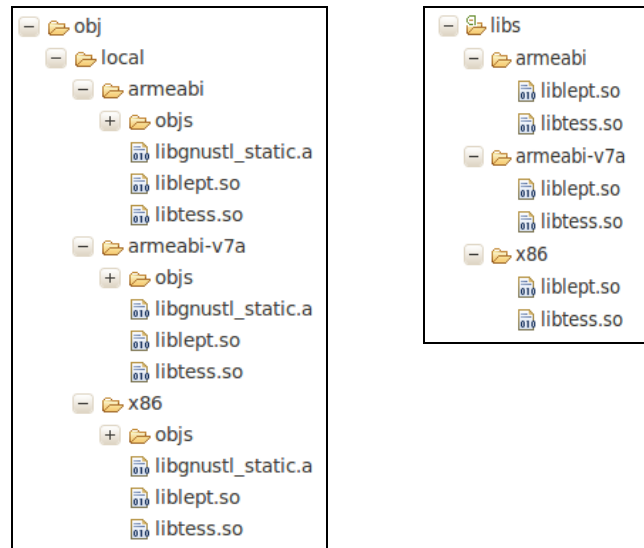 obj
local
armeabi
objs
libgnustl_static.a
liblept.so
libtess.so
armeabi-v7a
objs
libgnustl_static.a
liblept.so
libtess.so
x86
objs
libgnustl_static.a
liblept.so
libtess.so
libs
armeabi
liblept.so
libtess.so
armeabi-v7a
liblept.so
libtess.so
x86
liblept.so
libtess.so